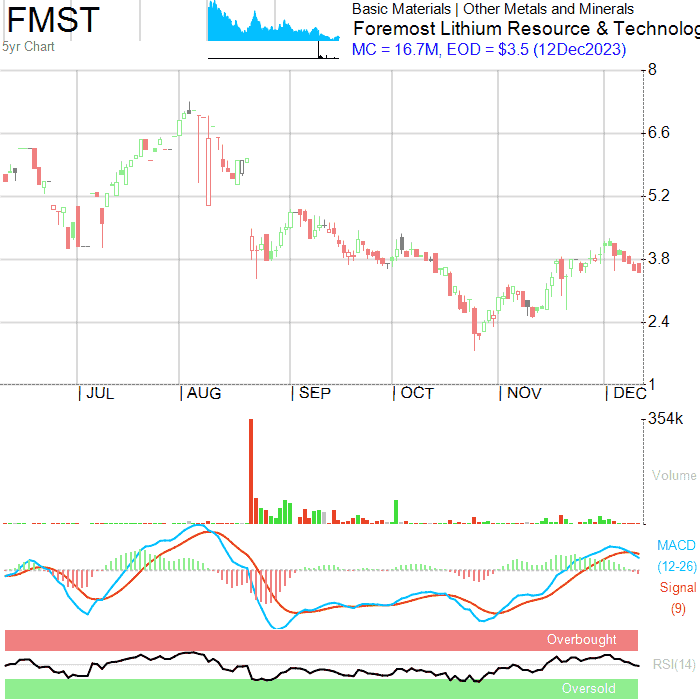 FMST
5yr Chart
Basic Materials | Other Metals and Minerals
Foremost Lithium Resource & Technolog
MC = 16.7M, EOD = $3.5 (12Dec2023)
8
6.6
5.2
3.8
2.4
1
JUL
AUG
SEP
OCT
NOV
DEC
354k
Volume
MACD
(12-26)
Signal
(9)
Overbought
RSI(14)
Oversold